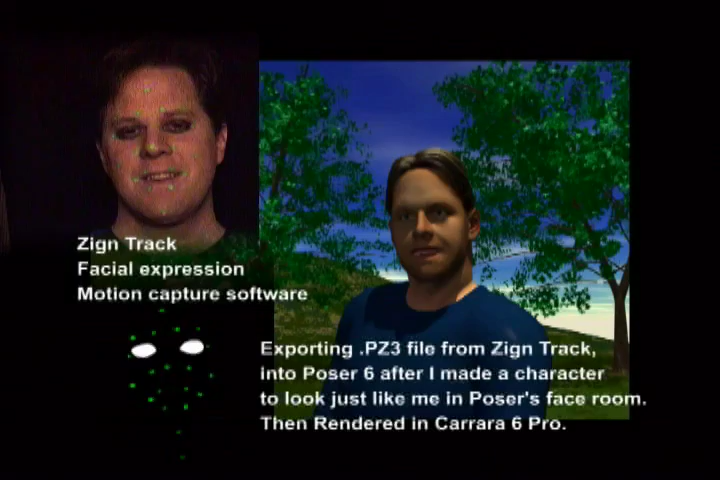 Zign Track
Facial expression
Motion capture software
Exporting .PZ3 file from Zign Track,
into Poser 6 after I made a character
to look just like me in Poser's face room.
Then Rendered in Carrara 6 Pro.